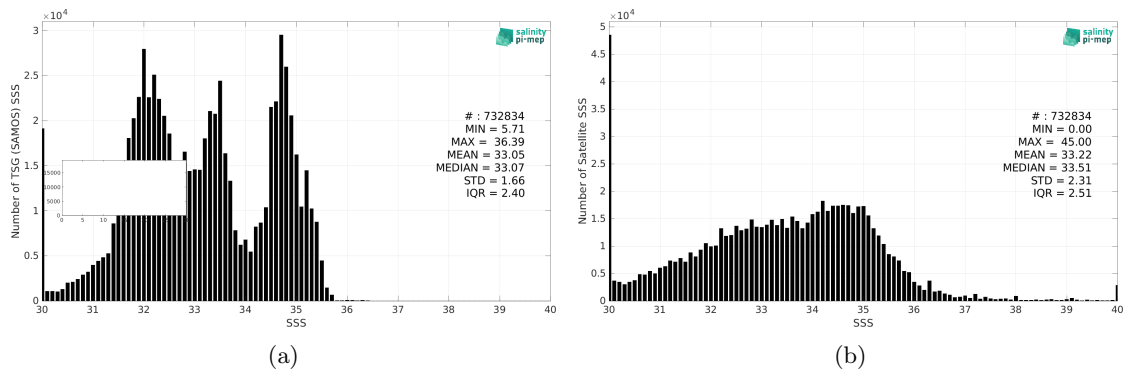 ×10⁴
salinity
pi-mep
Number of TSG (SAMOS) SSS
3
2.5
2
1.5
1
0.5
0
# : 732834
MIN = 5.71
MAX = 36.39
MEAN = 33.05
MEDIAN = 33.07
STD = 1.66
IQR = 2.40
15000
10000
5000
0
0 5 10
30 31 32 33 34 35 36 37 38 39 40
SSS
(a)
×10⁴
salinity
pi-mep
Number of Satellite SSS
5
4.5
4
3.5
3
2.5
2
1.5
1
0.5
0
# : 732834
MIN = 0.00
MAX = 45.00
MEAN = 33.22
MEDIAN = 33.51
STD = 2.31
IQR = 2.51
30 31 32 33 34 35 36 37 38 39 40
SSS
(b)